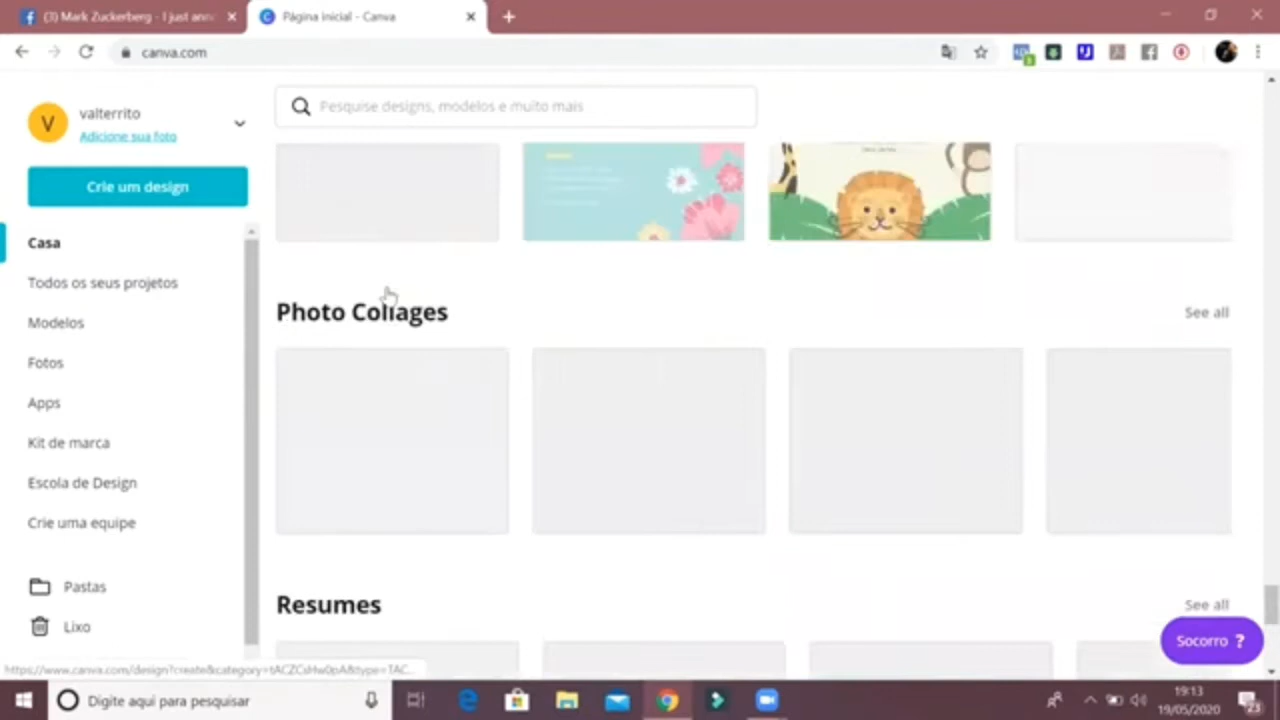 (3) Mark Zuckerberg - I just ann
Página inicial - Canva
canva.com
valterrito
Adicione sua foto
Pesquise designs, modelos e muito mais
Crie um design
Casa
Todos os seus projetos
Modelos
Fotos
Apps
Kit de marca
Escola de Design
Crie uma equipe
Pastas
Lixo
Photo Collages
See all
Resumes
See all
Socorro ?
Digite aqui para pesquisar
19:13
19/05/2020
23